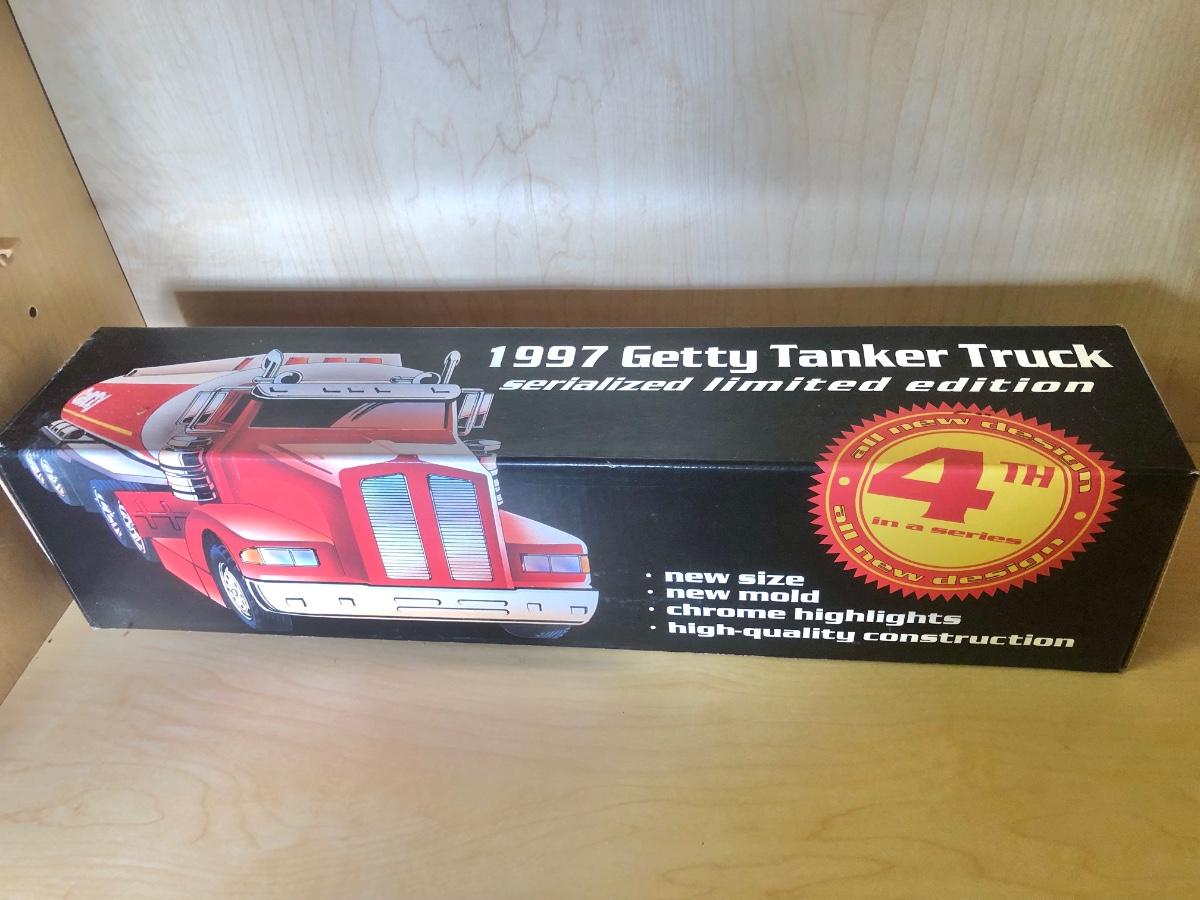 1997 Getty Tanker Truck
serialized limited edition
Getty
all new design
4TH
in a series
all new design
· new size
· new mold
· chrome highlights
· high-quality construction